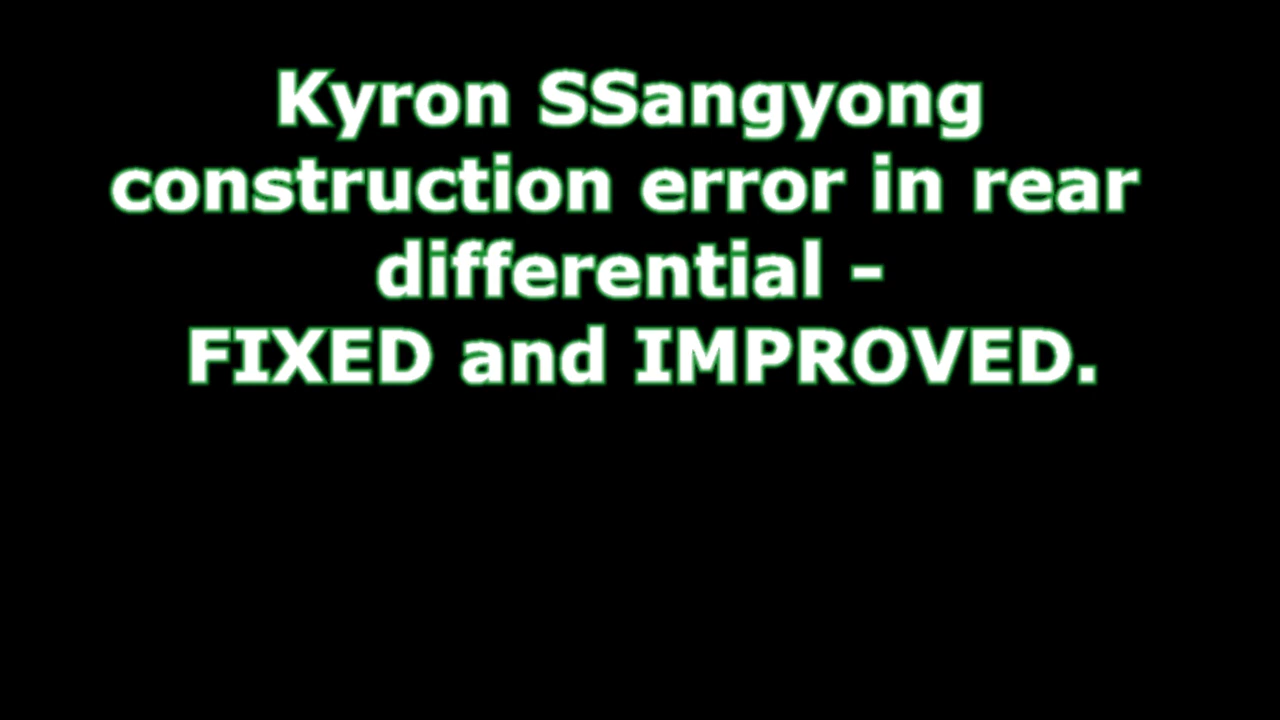 Kyron SSangyong
construction error in rear
differential -
FIXED and IMPROVED.